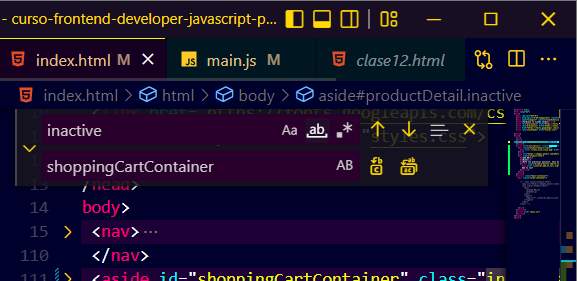 - curso-frontend-developer-javascript-p...
index.html M × JS main.js M clase12.html
index.html > html > body > aside#productDetail.inactive
inactive Aa ab .*
shoppingCartContainer AB
/head>
14 body>
15 <nav>···
110 </nav>
111 <aside id="shoppingCartContainer" class="in